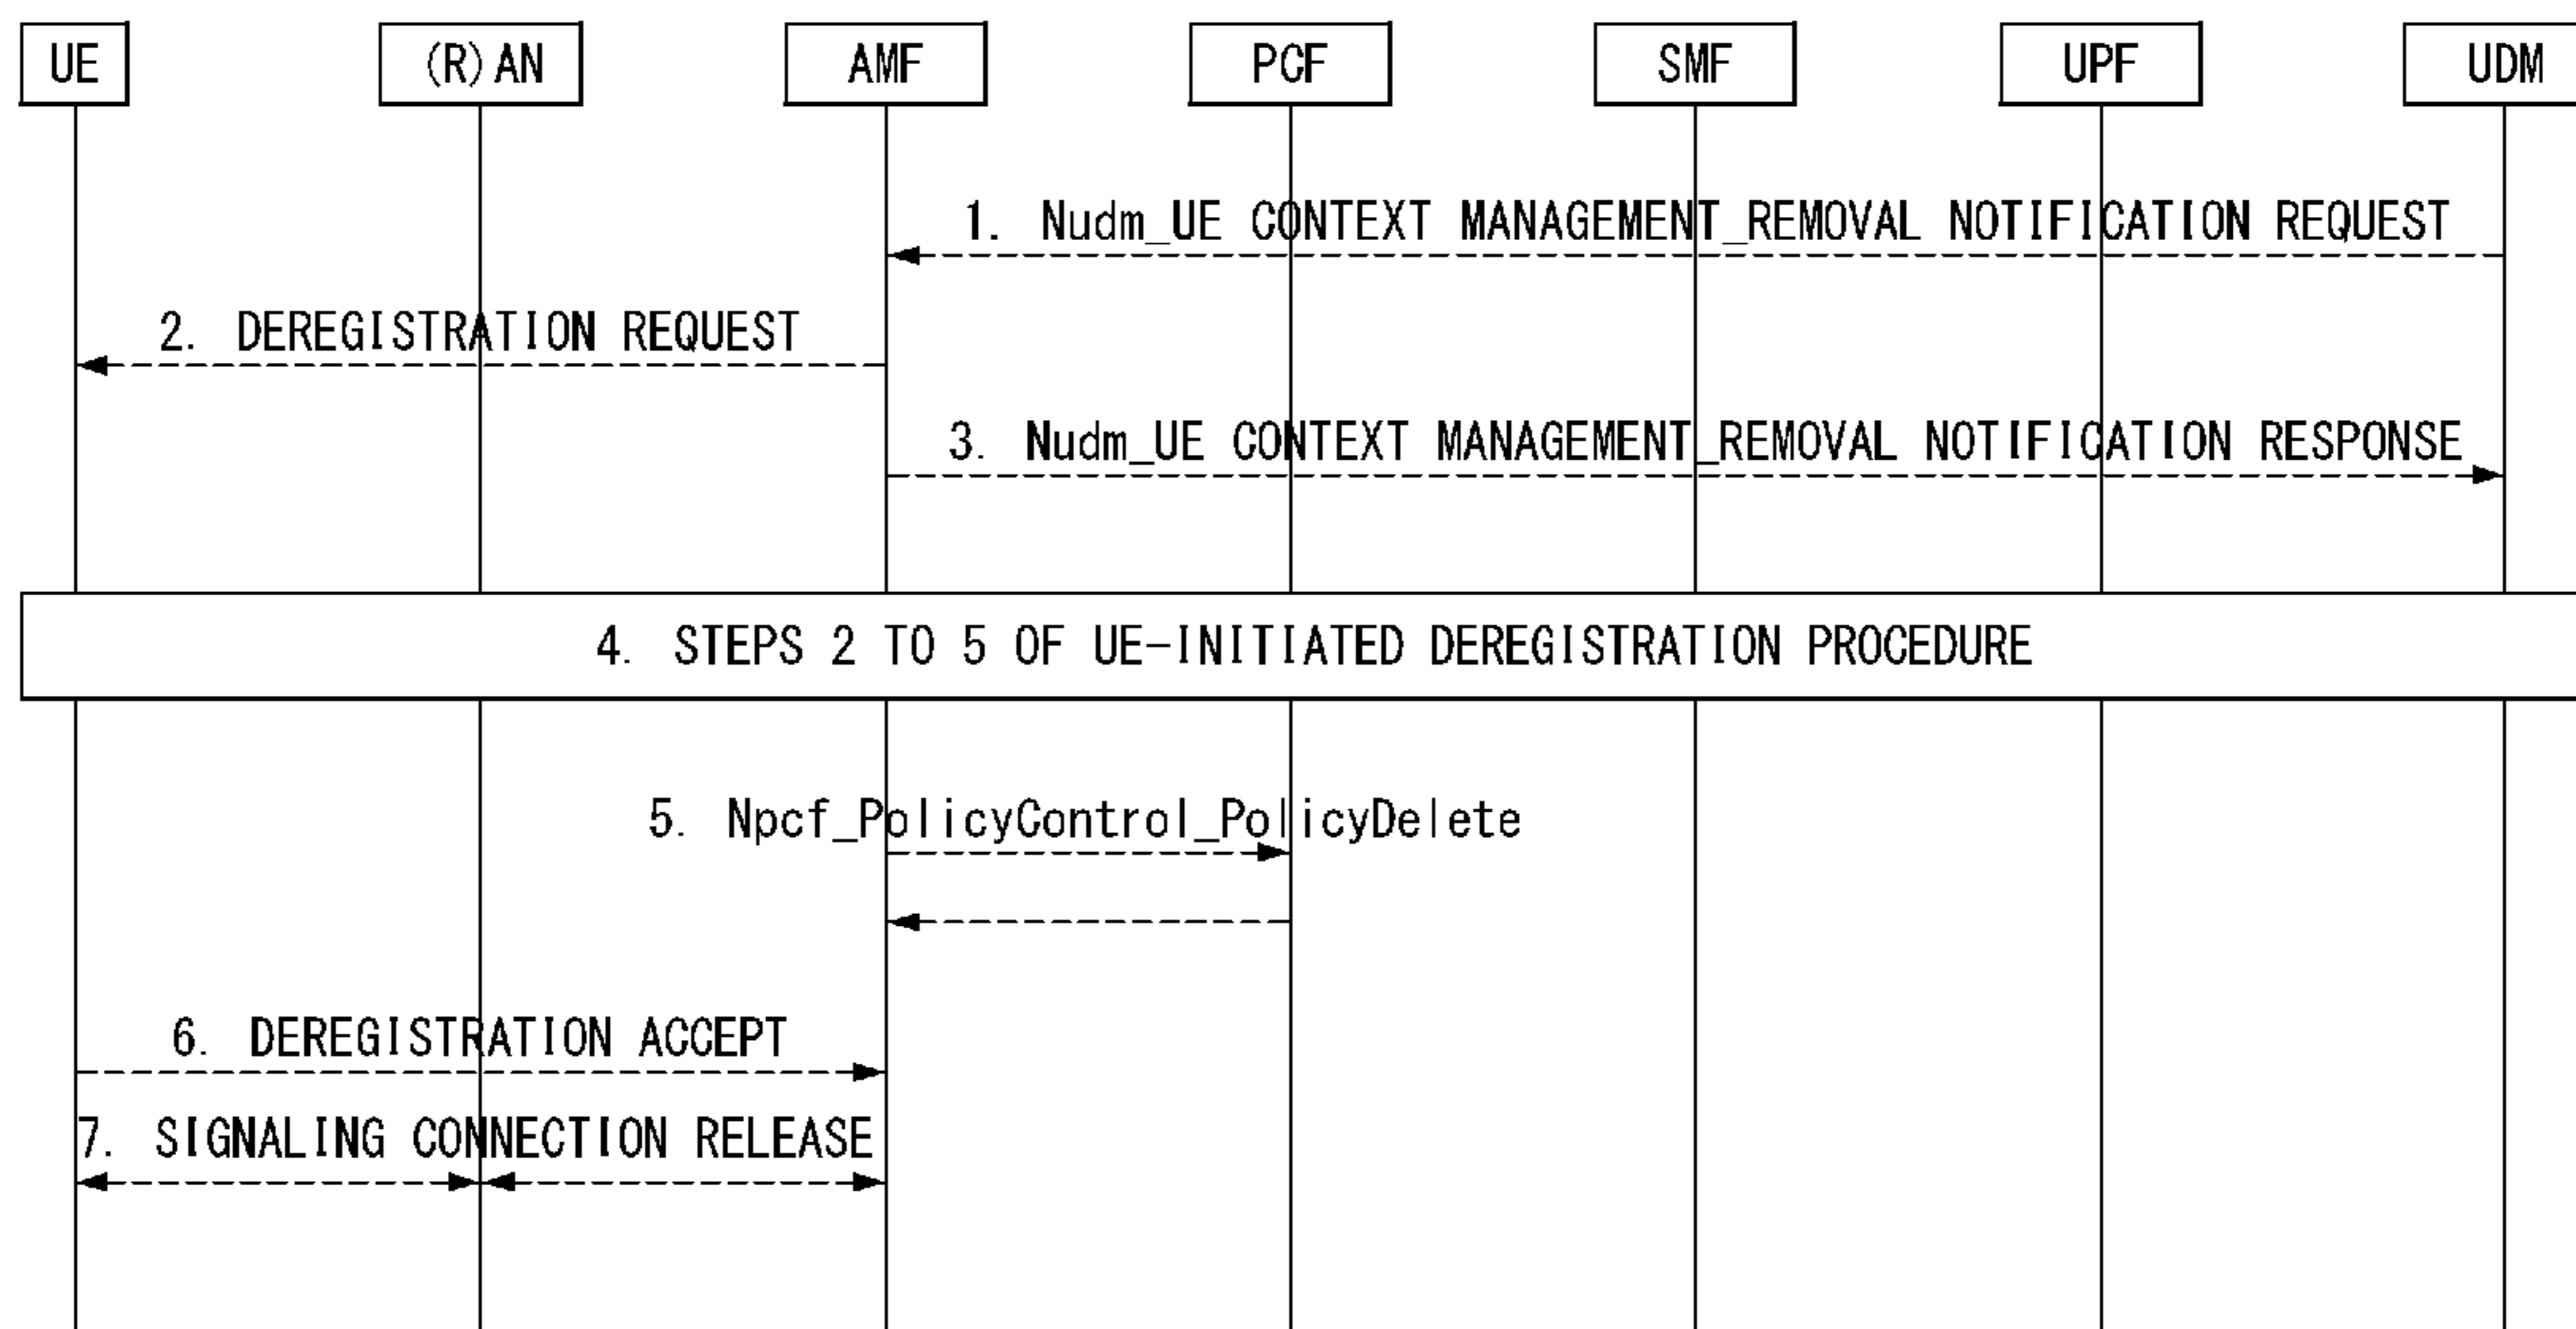 UE
(R)AN
AMF
PCF
SMF
UPF
UDM
1. Nudm_UE CONTEXT MANAGEMENT_REMOVAL NOTIFICATION REQUEST
2. DEREGISTRATION REQUEST
3. Nudm_UE CONTEXT MANAGEMENT_REMOVAL NOTIFICATION RESPONSE
4. STEPS 2 TO 5 OF UE-INITIATED DEREGISTRATION PROCEDURE
5. Npcf_PolicyControl_PolicyDelete
6. DEREGISTRATION ACCEPT
7. SIGNALING CONNECTION RELEASE